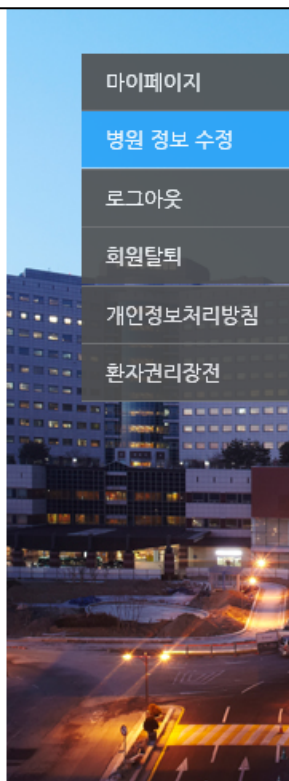 마이페이지
병원 정보 수정
로그아웃
회원탈퇴
개인정보처리방침
환자권리장전